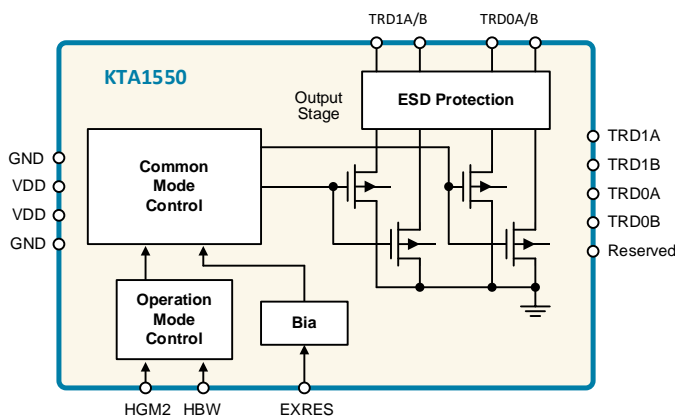 TRD1A/B TRD0A/B
KTA1550
Output
Stage
ESD Protection
Common
Mode
Control
GND
VDD
VDD
GND
TRD1A
TRD1B
TRD0A
TRD0B
Reserved
Operation
Mode
Control
Bia
HGM2 HBW EXRES